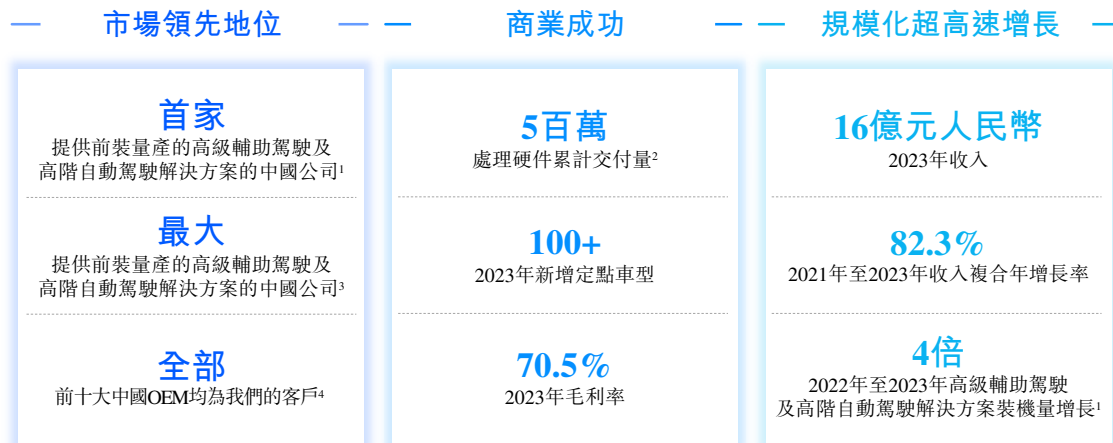 市場領先地位
首家
提供前裝量產的高級輔助駕駛及
高階自動駕駛解決方案的中國公司¹
最大
提供前裝量產的高級輔助駕駛及
高階自動駕駛解決方案的中國公司³
全部
前十大中國OEM均為我們的客戶⁴
商業成功
5百萬
處理硬件累計交付量²
100+
2023年新增定點車型
70.5%
2023年毛利率
規模化超高速增長
16億元人民幣
2023年收入
82.3%
2021年至2023年收入複合年增長率
4倍
2022年至2023年高級輔助駕駛
及高階自動駕駛解決方案裝機量增長¹